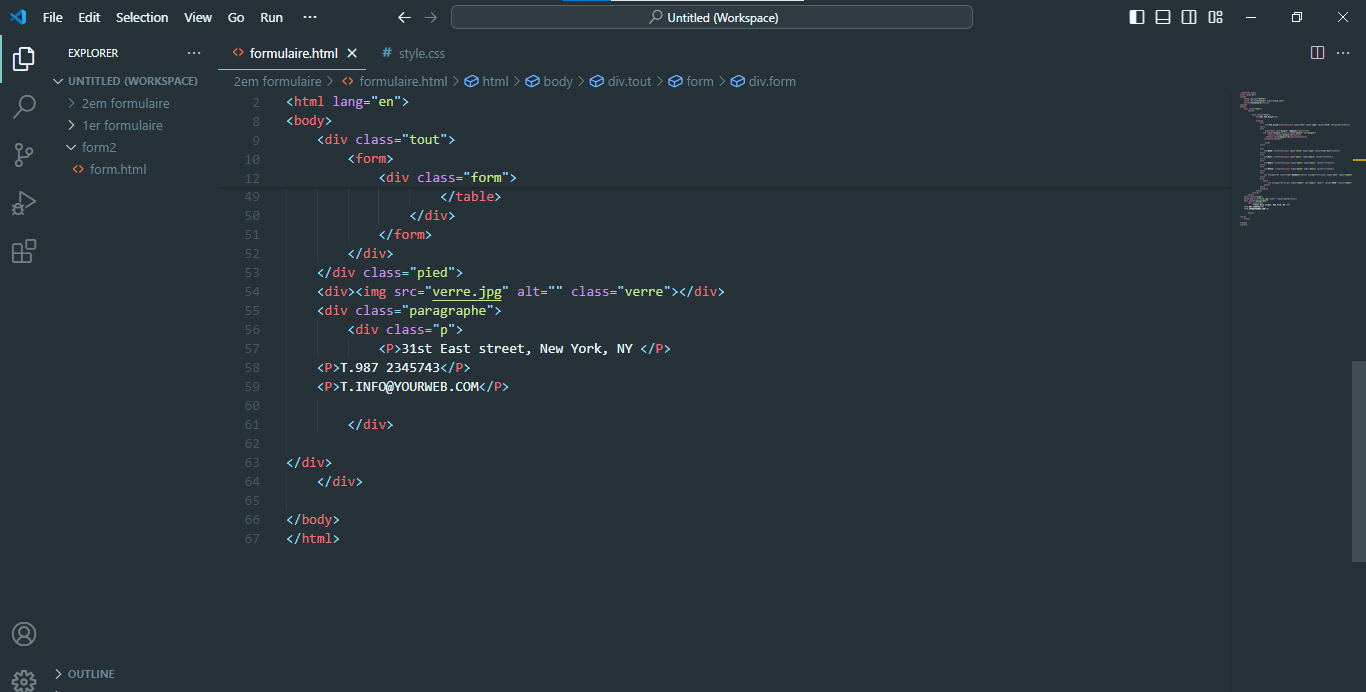 File Edit Selection View Go Run ··· Untitled (Workspace)
EXPLORER ···
UNTITLED (WORKSPACE)
2em formulaire
1er formulaire
form2
form.html
OUTLINE
formulaire.html # style.css
2em formulaire > formulaire.html > html > body > div.tout > form > div.form
2 <html lang="en">
8 <body>
9 <div class="tout">
10 <form>
12 <div class="form">
49 </table>
50 </div>
51 </form>
52 </div>
53 </div class="pied">
54 <div><img src="verre.jpg" alt="" class="verre"></div>
55 <div class="paragraphe">
56 <div class="p">
57 <P>31st East street, New York, NY </P>
58 <P>T.987 2345743</P>
59 <P>T.INFO@YOURWEB.COM</P>
60
61 </div>
62
63 </div>
64 </div>
65
66 </body>
67 </html>